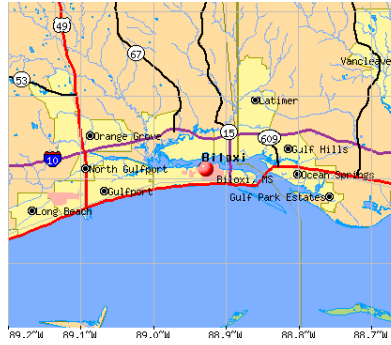 49
67
53
Vancleave
Latimer
Orange Grove
15
609
Gulf Hills
10
Biloxi
North Gulfport
Biloxi, MS
Ocean Springs
Gulfport
Gulf Park Estates
Long Beach
89.2°W 89.1°W 89.0°W 88.9°W 88.8°W 88.7°W